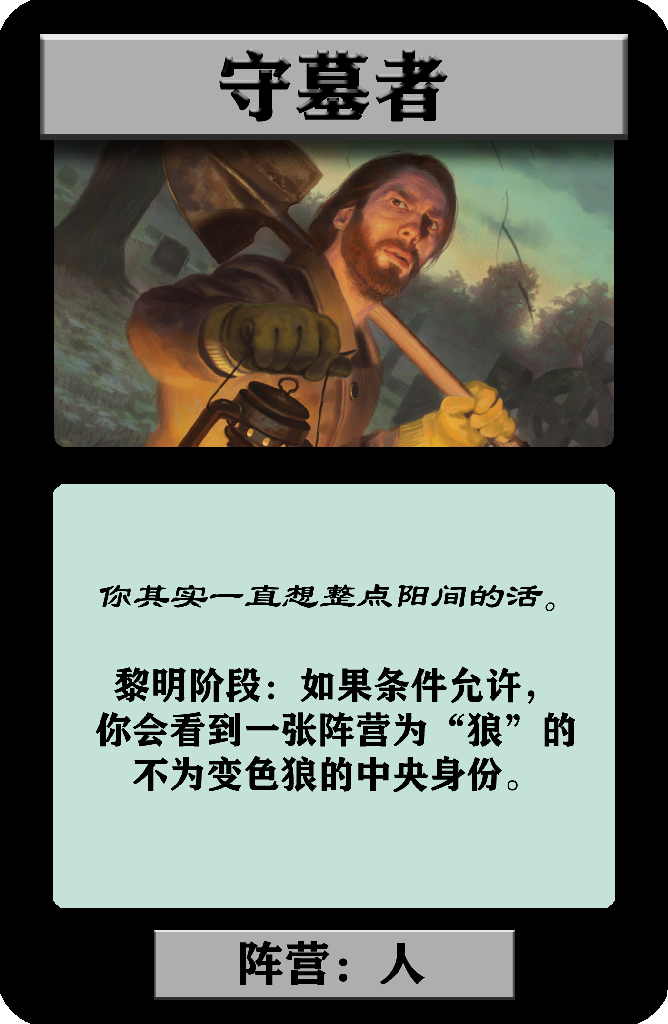 守墓者
你其实一直想整点阳间的活。
黎明阶段：如果条件允许，
你会看到一张阵营为“狼”的
不为变色狼的中央身份。
阵营：人